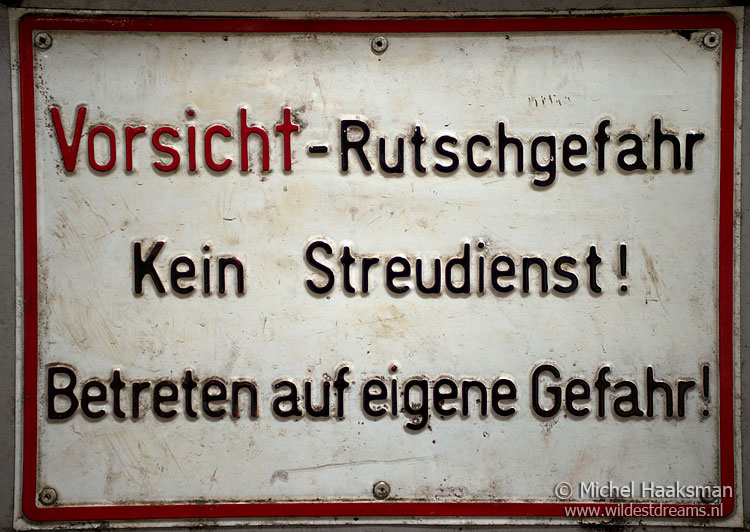 Vorsicht-Rutschgefahr
Kein Streudienst!
Betreten auf eigene Gefahr!
© Michel Haaksman
www.wildestdreams.nl